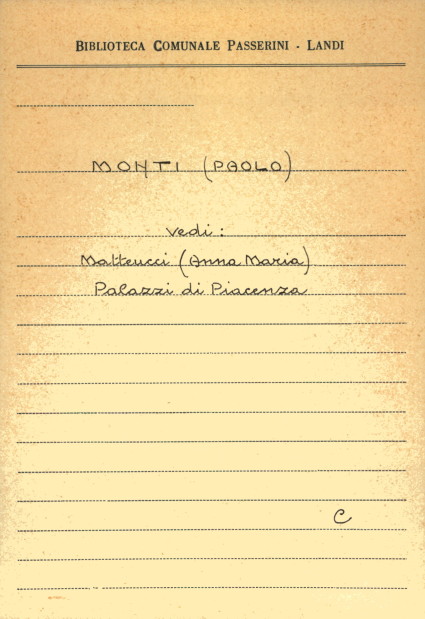 BIBLIOTECA COMUNALE PASSERINI - LANDI
MONTI (PAOLO)
vedi:
Matteucci (Anna Maria)
Palazzi di Piacenza
C